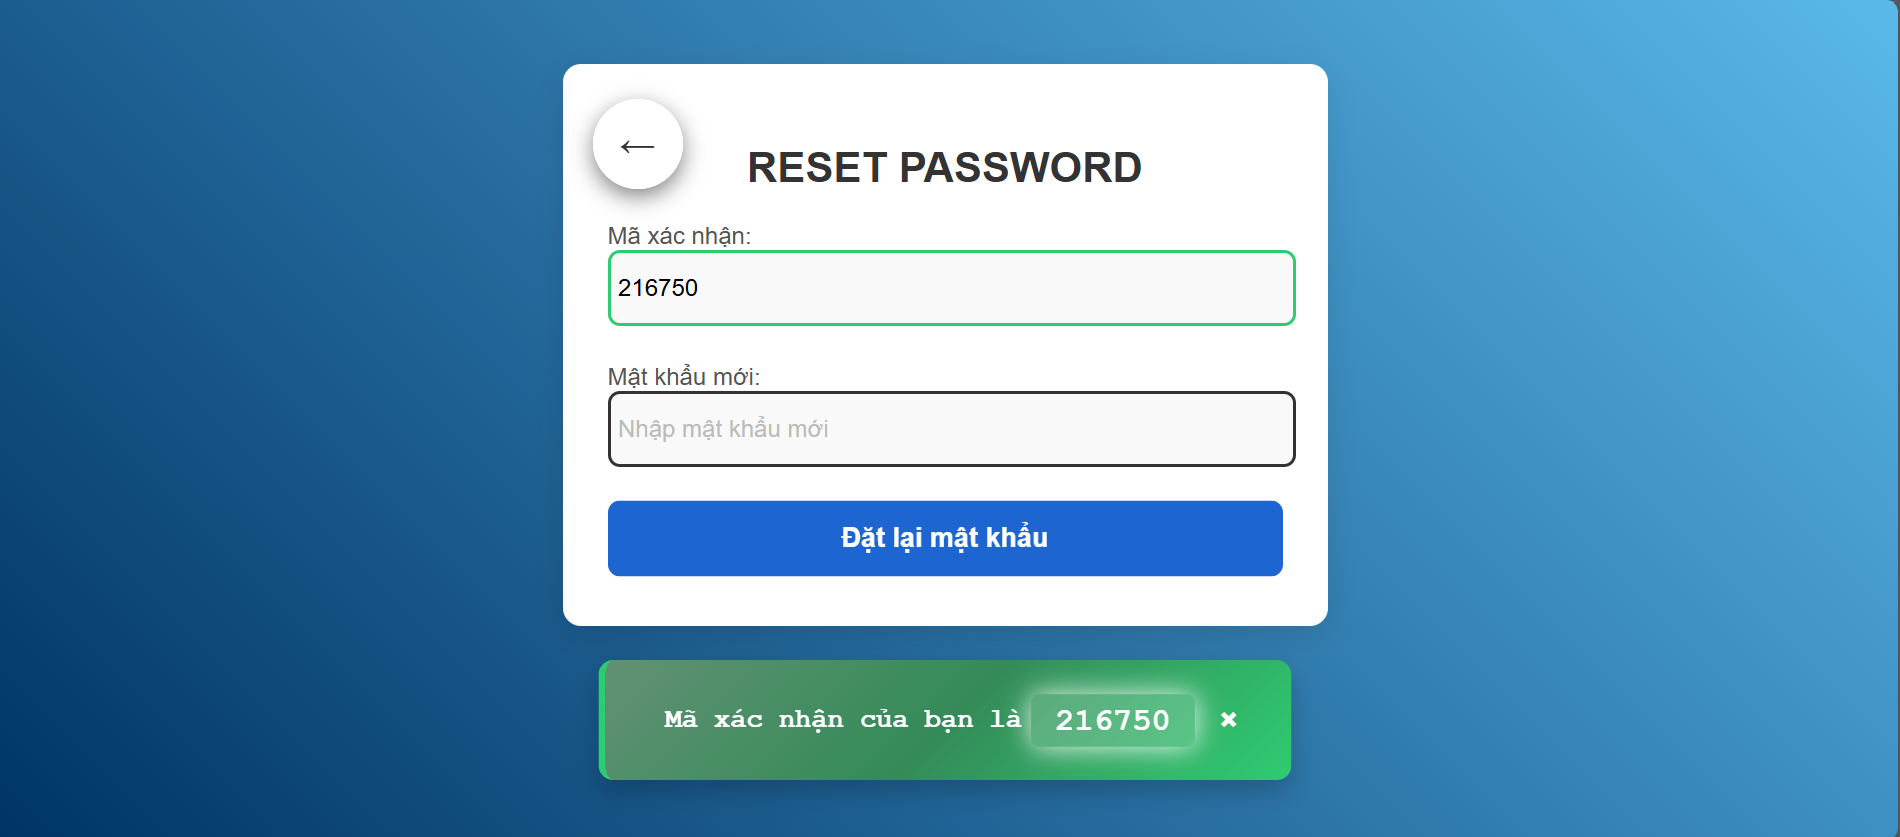 ←
RESET PASSWORD
Mã xác nhận:
216750
Mật khẩu mới:
Nhập mật khẩu mới
Đặt lại mật khẩu
Mã xác nhận của bạn là 216750 ✖